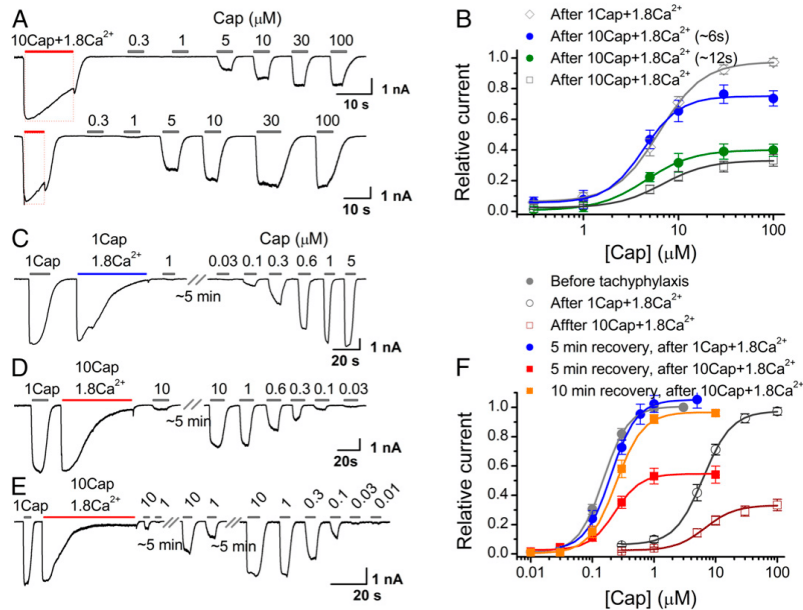 A
Cap (μM)
10Cap+1.8Ca²⁺ 0.3 1 5 10 30 100
1 nA
10 s
0.3 1 5 10 30 100
1 nA
10 s
B
After 1Cap+1.8Ca²⁺
After 10Cap+1.8Ca²⁺ (~6s)
After 10Cap+1.8Ca²⁺ (~12s)
After 10Cap+1.8Ca²⁺
Relative current
1.0
0.8
0.6
0.4
0.2
0.0
1 10 100
[Cap] (μM)
C
1Cap
1Cap 1.8Ca²⁺ 1
Cap (μM)
0.03 0.1 0.3 0.6 1 5
~5 min
1 nA
20 s
D
10Cap
1Cap 1.8Ca²⁺ 10
10 1 0.6 0.3 0.1 0.03
~5 min
1 nA
20s
E
10Cap
1Cap 1.8Ca²⁺ 10 1
10 1
10 1 0.3 0.1 0.03 0.01
~5 min
~5 min
1 nA
20 s
Before tachyphylaxis
After 1Cap+1.8Ca²⁺
Affter 10Cap+1.8Ca²⁺
5 min recovery, after 1Cap+1.8Ca²⁺
5 min recovery, after 10Cap+1.8Ca²⁺
10 min recovery, after 10Cap+1.8Ca²⁺
F
Relative current
1.0
0.8
0.6
0.4
0.2
0.0
0.01 0.1 1 10 100
[Cap] (μM)